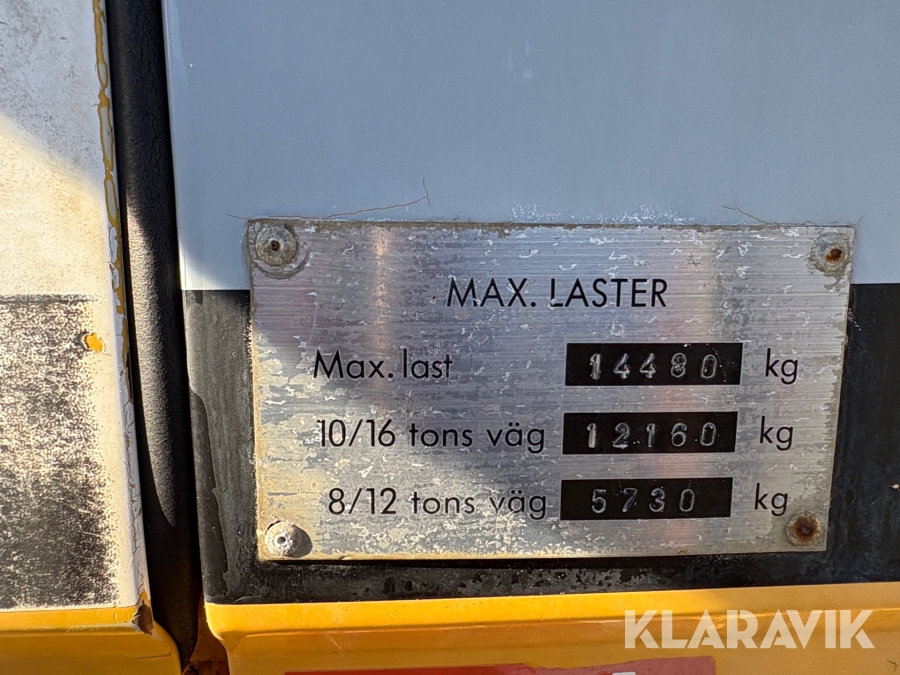 MAX. LASTER
Max. last 14480 kg
10/16 tons väg 12160 kg
8/12 tons väg 5730 kg
KLARAVIK